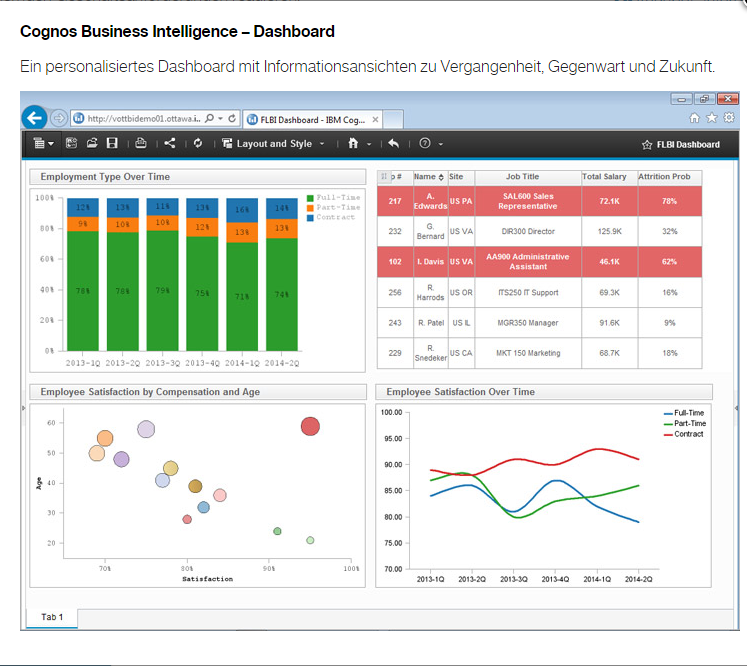 Cognos Business Intelligence – Dashboard
Ein personalisiertes Dashboard mit Informationsansichten zu Vergangenheit, Gegenwart und Zukunft.
http://vottbidemo01.ottawa.i...
FLBI Dashboard - IBM Cog...
Layout and Style
FLBI Dashboard
Employment Type Over Time
100%
80%
60%
40%
20%
0%
12% 13% 11% 13% 16% 14%
9% 10% 10% 12% 13% 13%
78% 78% 79% 75% 71% 74%
2013-1Q 2013-2Q 2013-3Q 2013-4Q 2014-1Q 2014-2Q
Full-Time
Part-Time
Contract
# Name Site Job Title Total Salary Attrition Prob
217 A. Edwards US PA SAL600 Sales Representative 72.1K 78%
232 G. Bernard US VA DIR300 Director 125.9K 32%
102 I. Davis US VA AA900 Administrative Assistant 46.1K 62%
256 R. Harrods US OR ITS250 IT Support 69.3K 16%
243 R. Patel US IL MGR350 Manager 91.6K 9%
229 R. Snedeker US CA MKT 150 Marketing 68.7K 18%
Employee Satisfaction by Compensation and Age
Age
60
50
40
30
20
70% 80% 90% 100%
Satisfaction
Employee Satisfaction Over Time
100.00
95.00
90.00
85.00
80.00
75.00
70.00
2013-1Q 2013-2Q 2013-3Q 2013-4Q 2014-1Q 2014-2Q
Full-Time
Part-Time
Contract
Tab 1